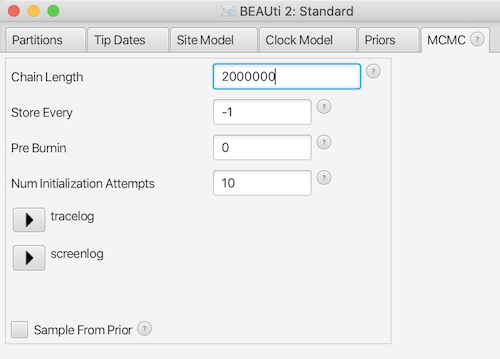 BEAUti 2: Standard
Partitions Tip Dates Site Model Clock Model Priors MCMC ?
Chain Length 2000000 ?
Store Every -1 ?
Pre Burnin 0 ?
Num Initialization Attempts 10 ?
tracelog
screenlog
Sample From Prior ?